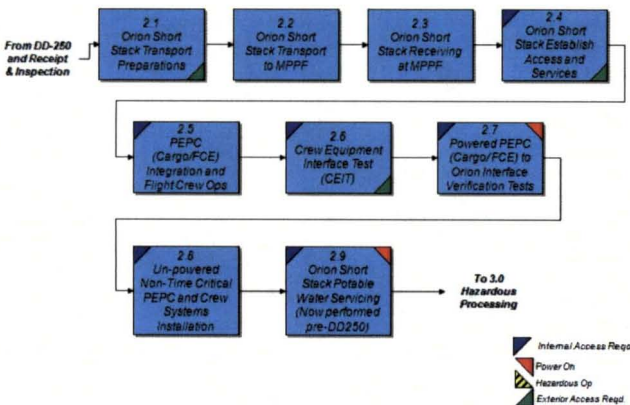 From DD-250
and Receipt
& Inspection
2.1
Orion Short
Stack Transport
Preparations
2.2
Orion Short
Stack Transport
to MPPF
2.3
Orion Short
Stack Receiving
at MPPF
2.4
Orion Short
Stack Establish
Access and
Services
2.5
PEPC
(Cargo/FCE)
Integration and
Flight Crew Ops
2.6
Crew Equipment
Interface Test
(CEIT)
2.7
Powered PEPC
(Cargo/FCE) to
Orion Interface
Verification Tests
2.8
Un-powered
Non-Time Critical
PEPC and Crew
Systems
Installation
2.9
Orion Short
Stack Potable
Water Servicing
(Now performed
pre-DD250)
To 3.0
Hazardous
Processing
Internal Access Reqd
Power On
Hazardous Op
Exterior Access Reqd.